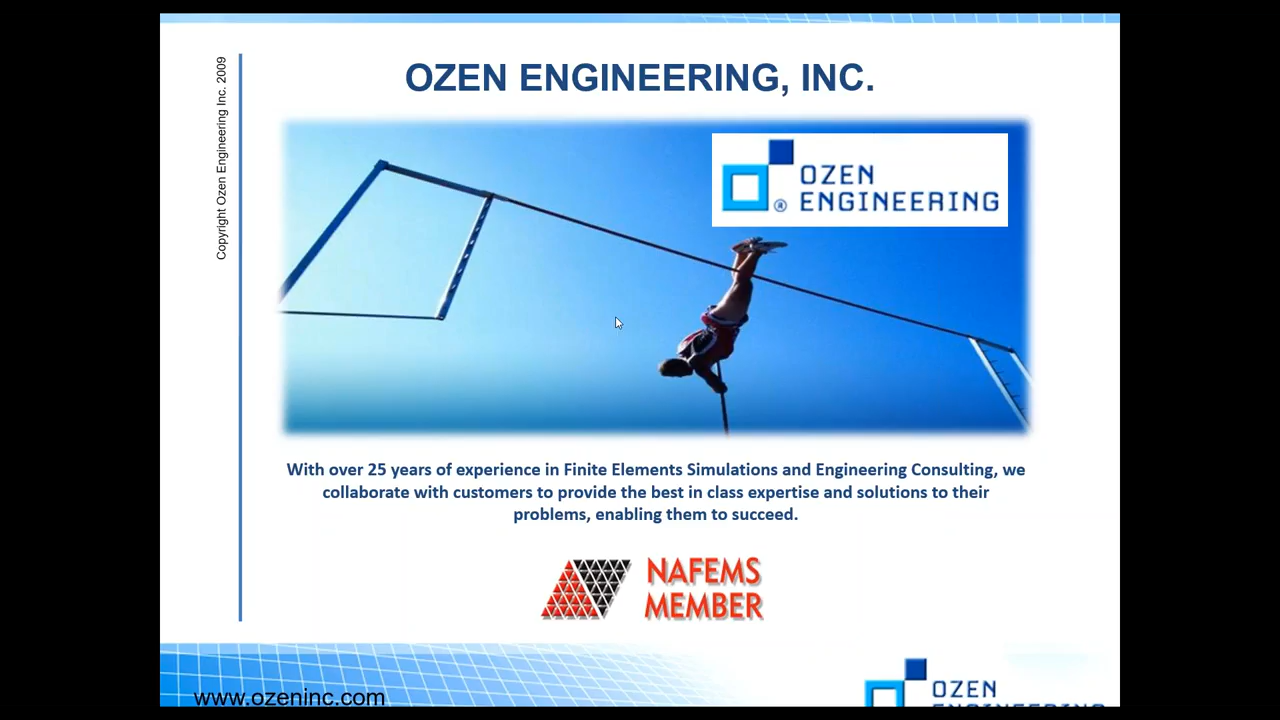 Copyright Ozen Engineering Inc. 2009
OZEN ENGINEERING, INC.
OZEN
® ENGINEERING
With over 25 years of experience in Finite Elements Simulations and Engineering Consulting, we
collaborate with customers to provide the best in class expertise and solutions to their
problems, enabling them to succeed.
NAFEMS
MEMBER
www.ozeninc.com
OZEN
ENGINEERING